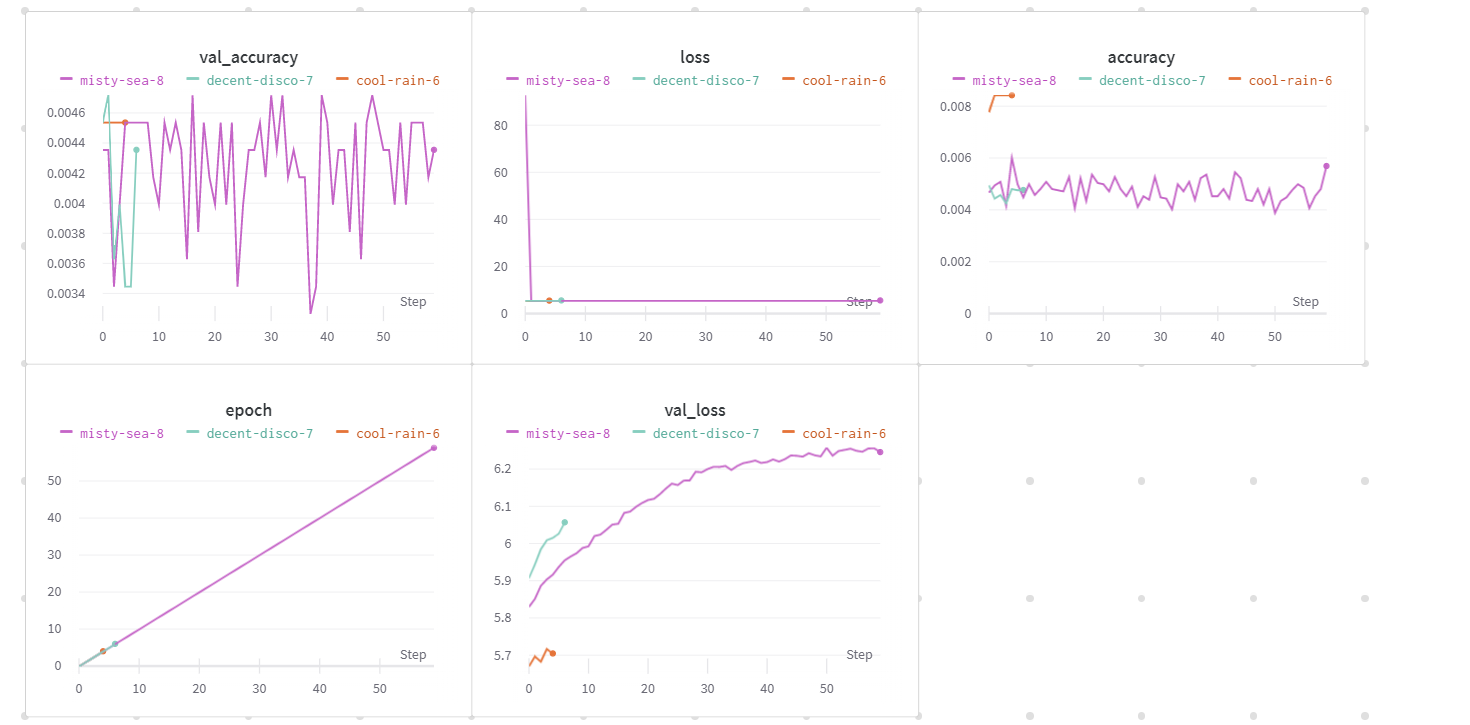 val_accuracy
misty-sea-8 decent-disco-7 cool-rain-6
0.0046
0.0044
0.0042
0.004
0.0038
0.0036
0.0034
Step
0 10 20 30 40 50
loss
misty-sea-8 decent-disco-7 cool-rain-6
80
60
40
20
0
Step
0 10 20 30 40 50
accuracy
misty-sea-8 decent-disco-7 cool-rain-6
0.008
0.006
0.004
0.002
0
Step
0 10 20 30 40 50
epoch
misty-sea-8 decent-disco-7 cool-rain-6
50
40
30
20
10
0
Step
0 10 20 30 40 50
val_loss
misty-sea-8 decent-disco-7 cool-rain-6
6.2
6.1
6
5.9
5.8
5.7
Step
0 10 20 30 40 50